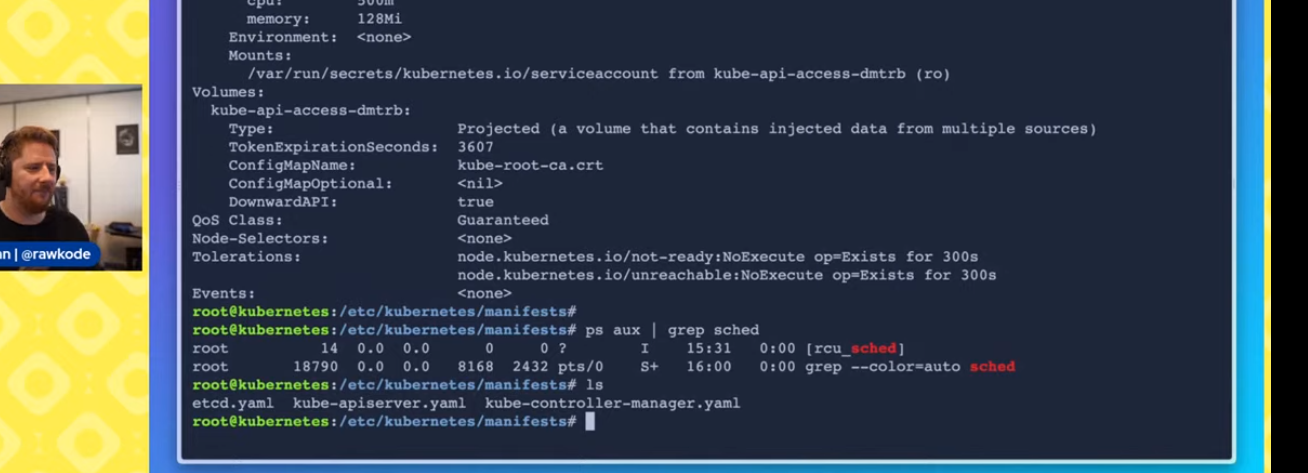 cpu: 500m
memory: 128Mi
Environment: <none>
Mounts:
/var/run/secrets/kubernetes.io/serviceaccount from kube-api-access-dmtrb (ro)
Volumes:
kube-api-access-dmtrb:
Type: Projected (a volume that contains injected data from multiple sources)
TokenExpirationSeconds: 3607
ConfigMapName: kube-root-ca.crt
ConfigMapOptional: <nil>
DownwardAPI: true
QoS Class: Guaranteed
Node-Selectors: <none>
Tolerations: node.kubernetes.io/not-ready:NoExecute op=Exists for 300s
node.kubernetes.io/unreachable:NoExecute op=Exists for 300s
Events: <none>
root@kubernetes:/etc/kubernetes/manifests#
root@kubernetes:/etc/kubernetes/manifests# ps aux | grep sched
root 14 0.0 0.0 0 0 ? I 15:31 0:00 [rcu_sched]
root 18790 0.0 0.0 8168 2432 pts/0 S+ 16:00 0:00 grep --color=auto sched
root@kubernetes:/etc/kubernetes/manifests# ls
etcd.yaml kube-apiserver.yaml kube-controller-manager.yaml
root@kubernetes:/etc/kubernetes/manifests#
| @rawkode